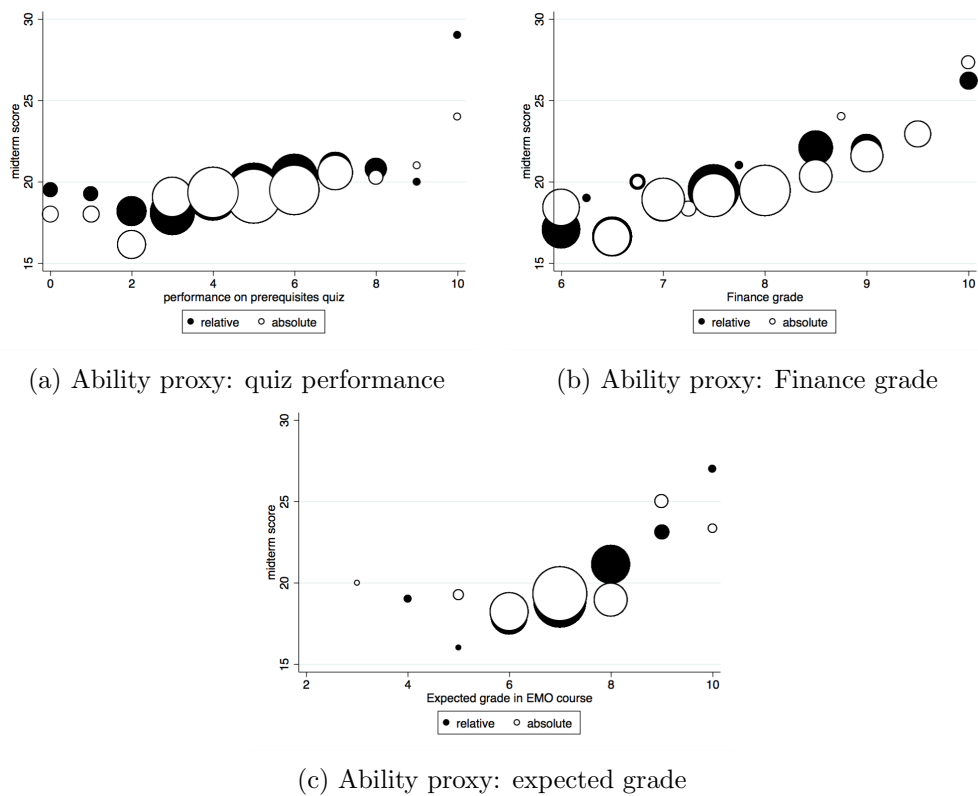 30
25
20
15
midterm score
0 2 4 6 8 10
performance on prerequisites quiz
relative absolute
(a) Ability proxy: quiz performance
30
25
20
15
midterm score
6 7 8 9 10
Finance grade
relative absolute
(b) Ability proxy: Finance grade
30
25
20
15
midterm score
2 4 6 8 10
Expected grade in EMO course
relative absolute
(c) Ability proxy: expected grade